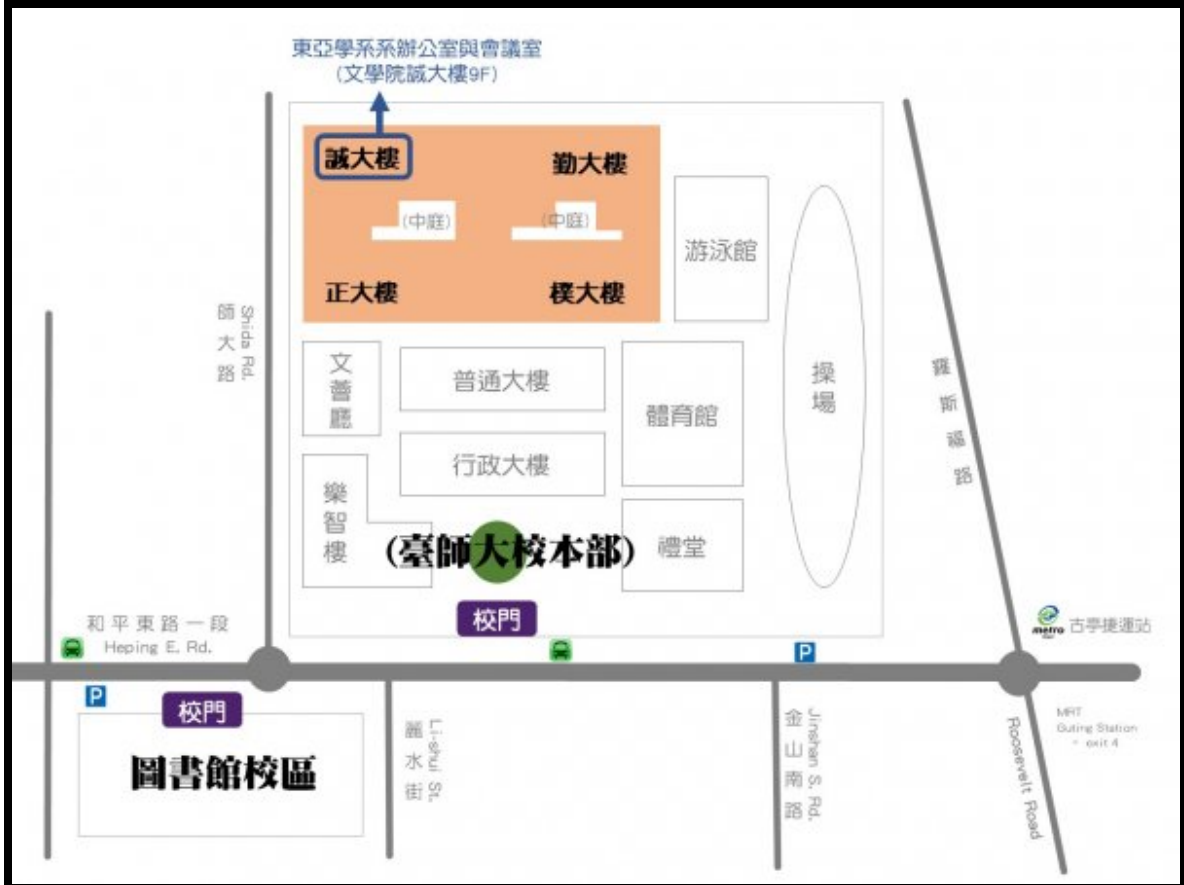 東亞學系系辦公室與會議室
(文學院誠大樓9F)
誠大樓
勤大樓
(中庭)
(中庭)
游泳館
正大樓
樸大樓
師大路
Shida Rd.
文薈廳
普通大樓
體育館
操場
羅斯福路
行政大樓
樂智樓
(臺師大校本部)
禮堂
校門
和平東路一段
Heping E. Rd.
metro
古亭捷運站
P
P
校門
圖書館校區
麗水街
Li-shui St.
金山南路
Jinshan S. Rd.
Roosevelt Road
MRT
Guting Station
- exit 4